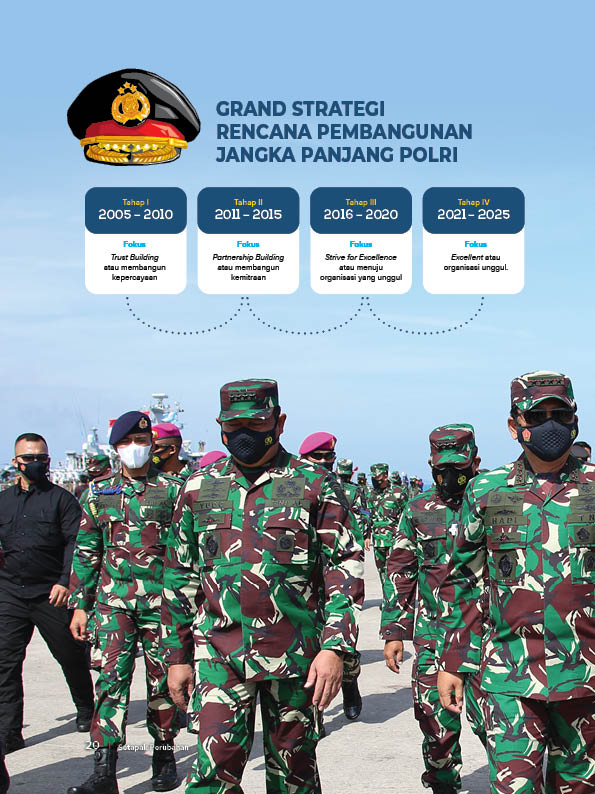 GRAND STRATEGI
RENCANA PEMBANGUNAN
JANGKA PANJANG POLRI
Tahap I
2005 – 2010
Fokus
Trust Building
atau membangun
kepercayaan
Tahap II
2011 – 2015
Fokus
Partnership Building
atau membangun
kemitraan
Tahap III
2016 – 2020
Fokus
Strive for Excellence
atau menuju
organisasi yang unggul
Tahap IV
2021 – 2025
Fokus
Excellent atau
organisasi unggul.
HADI
20 Setapak Perubahan